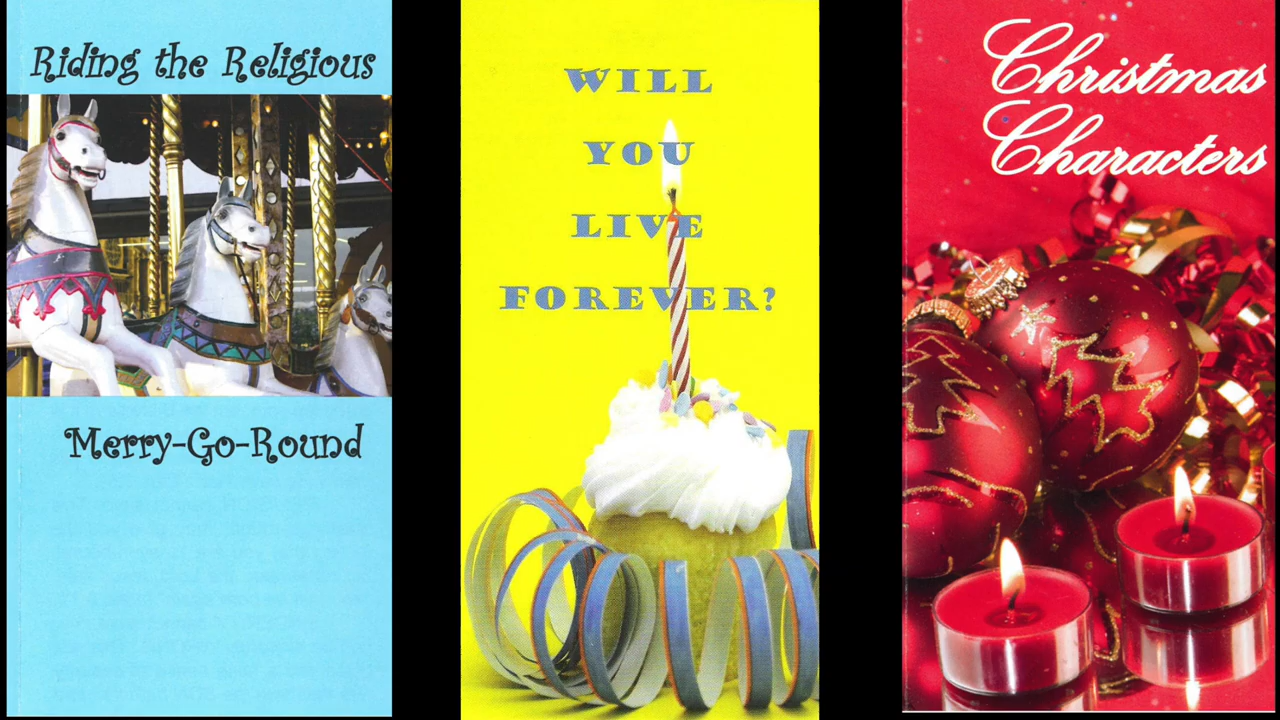 Riding the Religious
Merry-Go-Round
WILL
YOU
LIVE
FOREVER?
Christmas
Characters